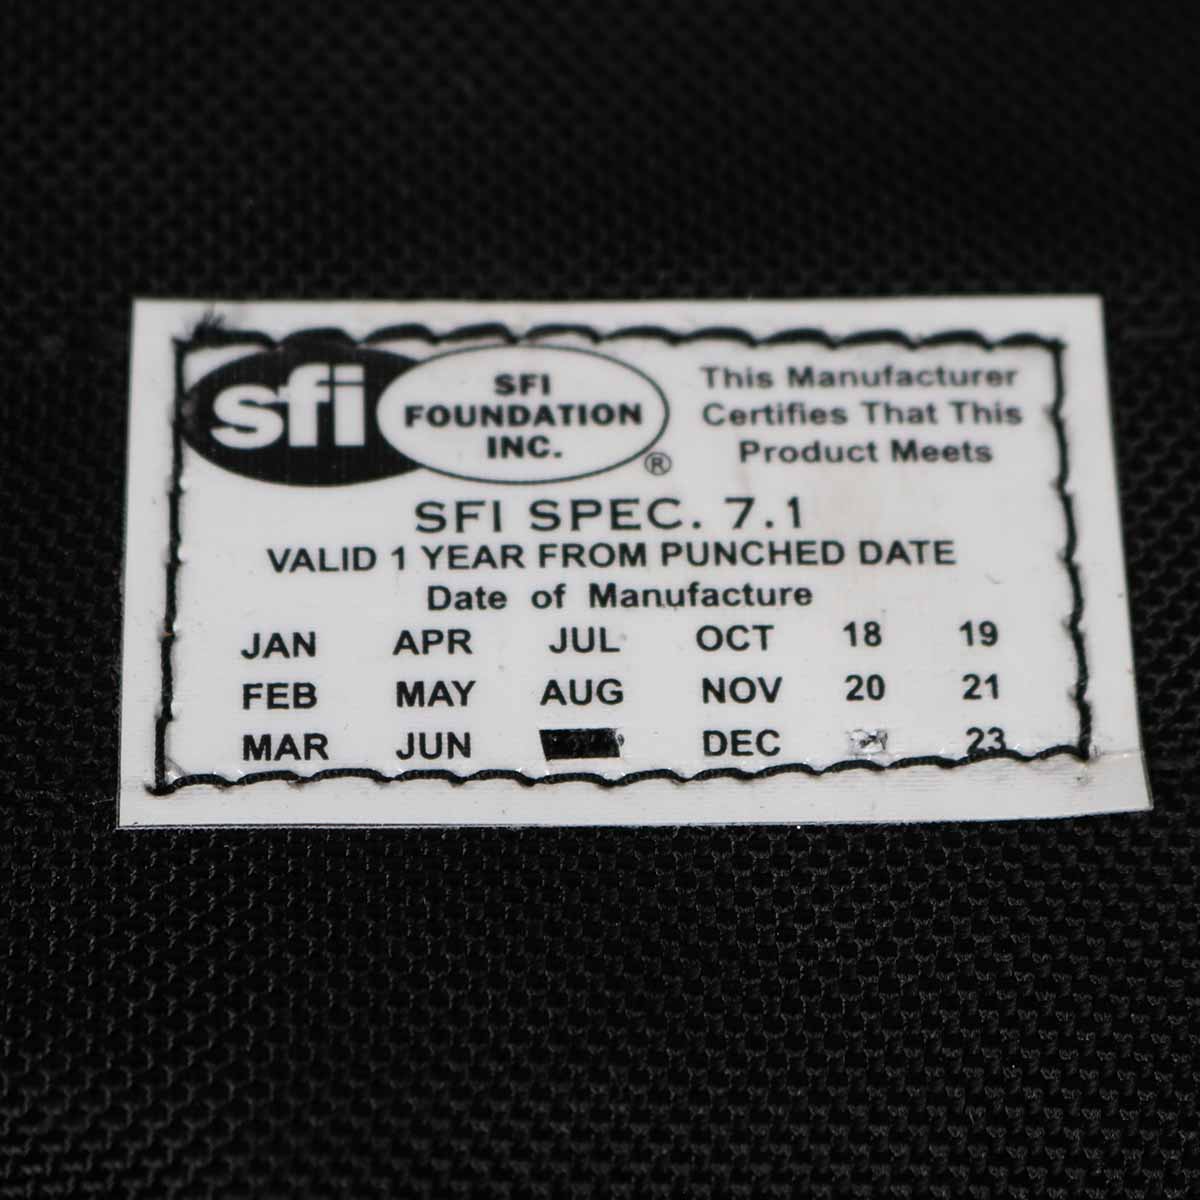 sfi
SFI
FOUNDATION
INC.
®
This Manufacturer
Certifies That This
Product Meets
SFI SPEC. 7.1
VALID 1 YEAR FROM PUNCHED DATE
Date of Manufacture
JAN APR JUL OCT 18 19
FEB MAY AUG NOV 20 21
MAR JUN DEC 23